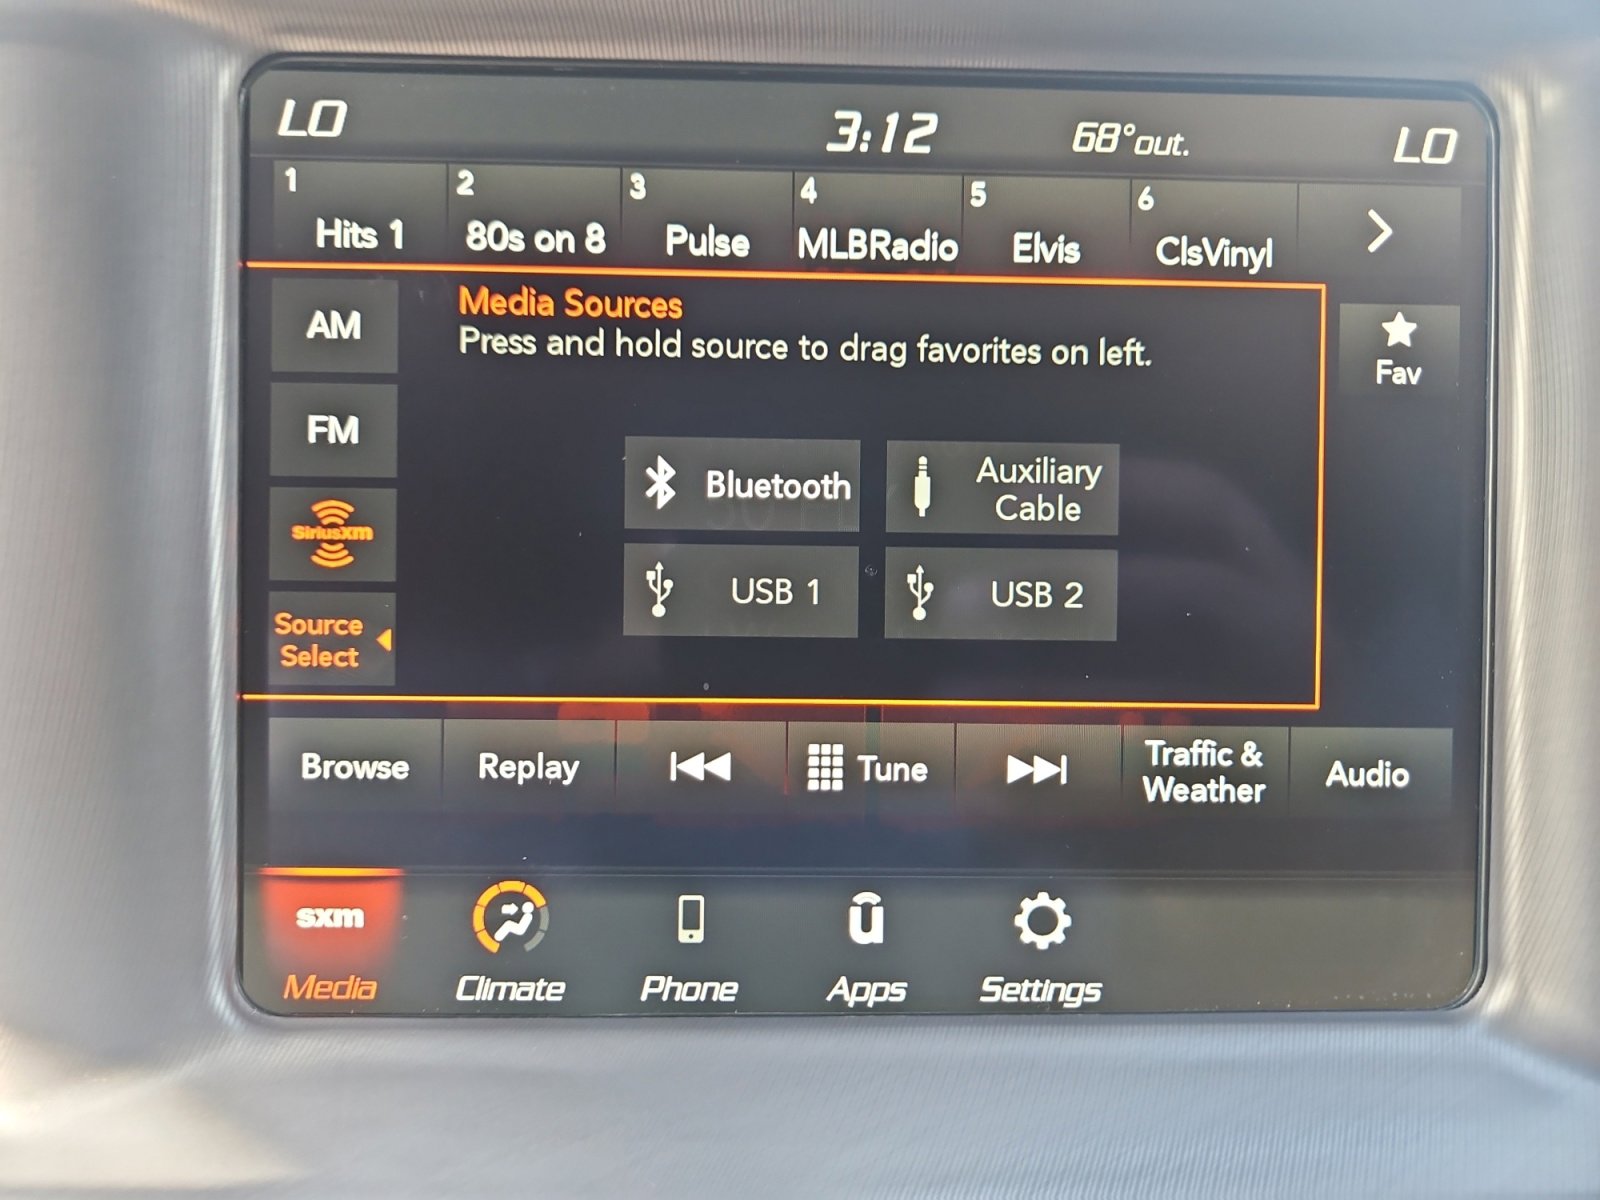 LO 3:12 68°out. LO
1 2 3 4 5 6
Hits 1 80s on 8 Pulse MLBRadio Elvis ClsVinyl
Media Sources
Press and hold source to drag favorites on left.
AM
FM
SiriusXM
Source
Select
Fav
Bluetooth
Auxiliary
Cable
USB 1
USB 2
Browse
Replay
Tune
Traffic &
Weather
Audio
sxm
Media
Climate
Phone
u
Apps
Settings